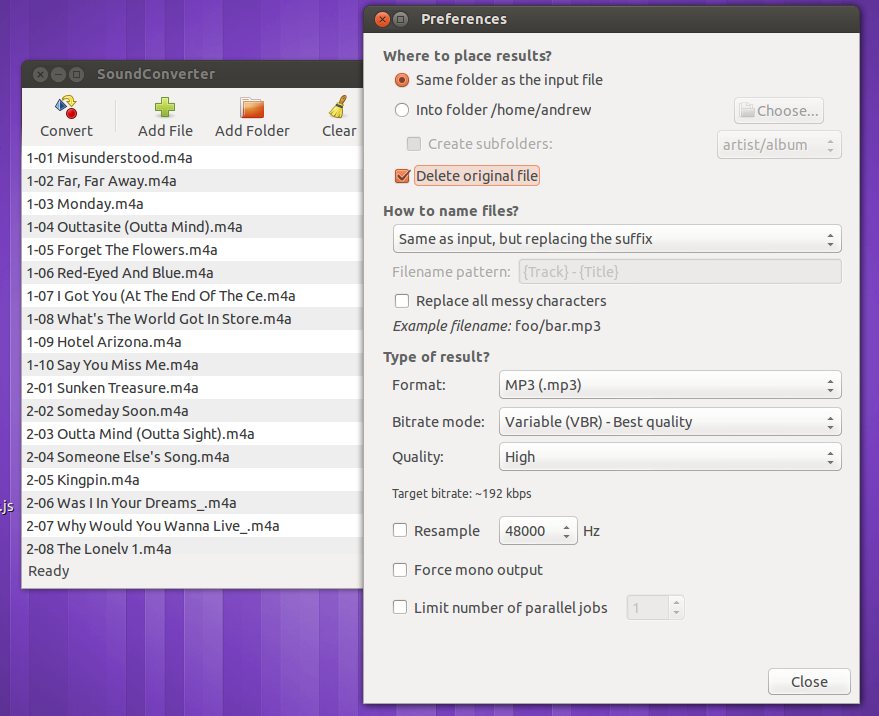 SoundConverter
Convert
Add File
Add Folder
Clear
1-01 Misunderstood.m4a
1-02 Far, Far Away.m4a
1-03 Monday.m4a
1-04 Outtasite (Outta Mind).m4a
1-05 Forget The Flowers.m4a
1-06 Red-Eyed And Blue.m4a
1-07 I Got You (At The End Of The Ce.m4a
1-08 What's The World Got In Store.m4a
1-09 Hotel Arizona.m4a
1-10 Say You Miss Me.m4a
2-01 Sunken Treasure.m4a
2-02 Someday Soon.m4a
2-03 Outta Mind (Outta Sight).m4a
2-04 Someone Else's Song.m4a
2-05 Kingpin.m4a
2-06 Was I In Your Dreams_.m4a
2-07 Why Would You Wanna Live_.m4a
2-08 The Lonely 1.m4a
Ready
.js
Preferences
Where to place results?
Same folder as the input file
Into folder /home/andrew
Choose...
Create subfolders:
artist/album
Delete original file
How to name files?
Same as input, but replacing the suffix
Filename pattern:
{Track} - {Title}
Replace all messy characters
Example filename: foo/bar.mp3
Type of result?
Format:
MP3 (.mp3)
Bitrate mode:
Variable (VBR) - Best quality
Quality:
High
Target bitrate: ~192 kbps
Resample
48000
Hz
Force mono output
Limit number of parallel jobs
1
Close